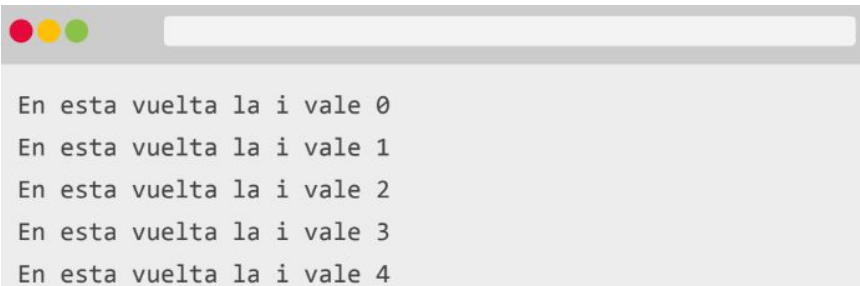 En esta vuelta la i vale 0
En esta vuelta la i vale 1
En esta vuelta la i vale 2
En esta vuelta la i vale 3
En esta vuelta la i vale 4